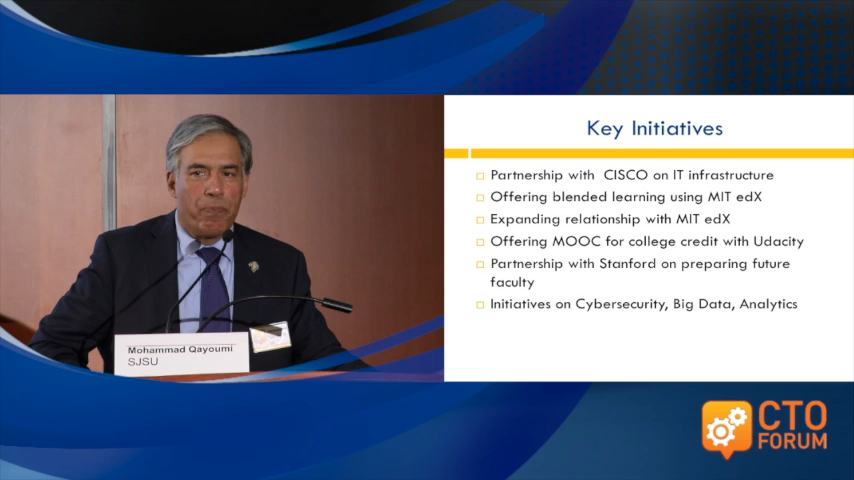 Key Initiatives
Partnership with CISCO on IT infrastructure
Offering blended learning using MIT edX
Expanding relationship with MIT edX
Offering MOOC for college credit with Udacity
Partnership with Stanford on preparing future
faculty
Initiatives on Cybersecurity, Big Data, Analytics
Mohammad Qayoumi
SJSU
CTO
FORUM